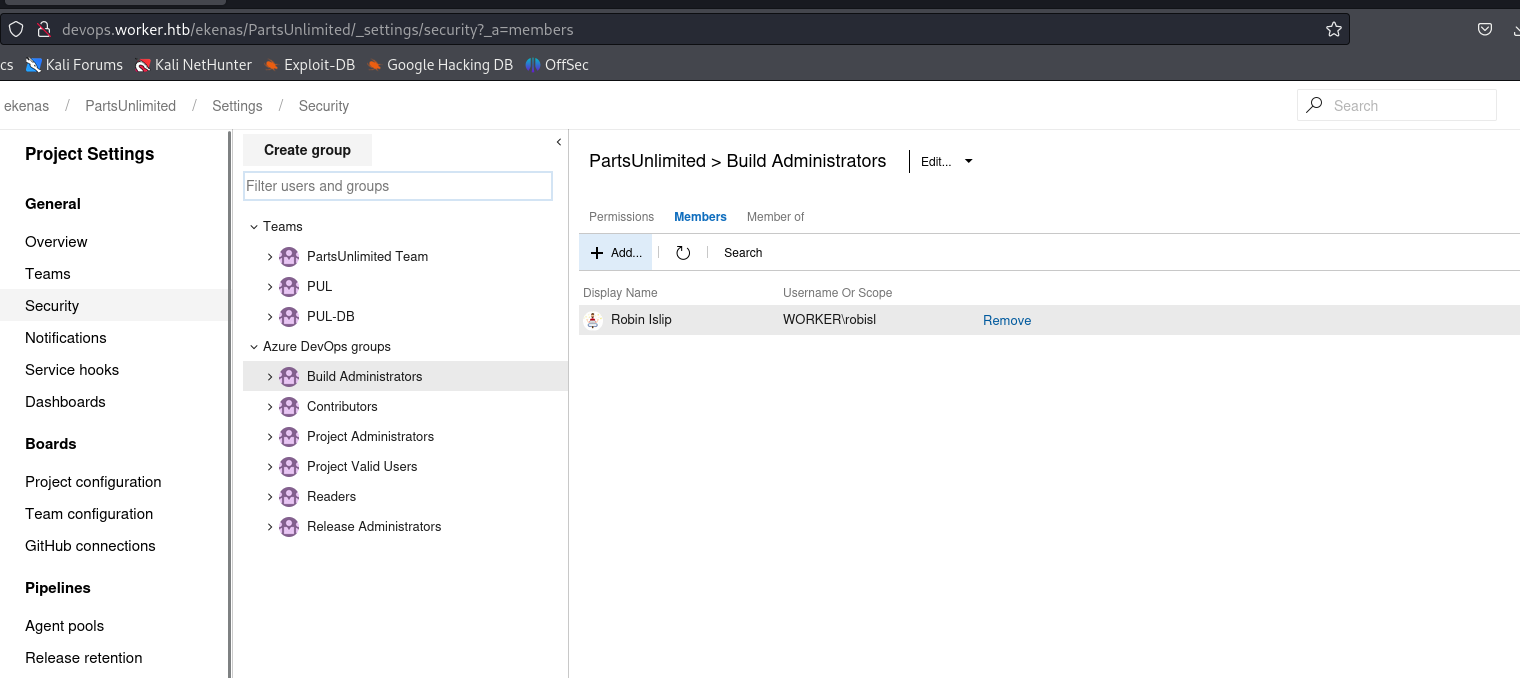 devops.worker.htb/ekenas/PartsUnlimited/_settings/security?_a=members
cs Kali Forums Kali NetHunter Exploit-DB Google Hacking DB OffSec
ekenas / PartsUnlimited / Settings / Security
Search
Project Settings
General
Overview
Teams
Security
Notifications
Service hooks
Dashboards
Boards
Project configuration
Team configuration
GitHub connections
Pipelines
Agent pools
Release retention
Create group
Filter users and groups
Teams
PartsUnlimited Team
PUL
PUL-DB
Azure DevOps groups
Build Administrators
Contributors
Project Administrators
Project Valid Users
Readers
Release Administrators
PartsUnlimited > Build Administrators Edit...
Permissions Members Member of
Add... Search
Display Name Username Or Scope
Robin Islip WORKER\robisl Remove